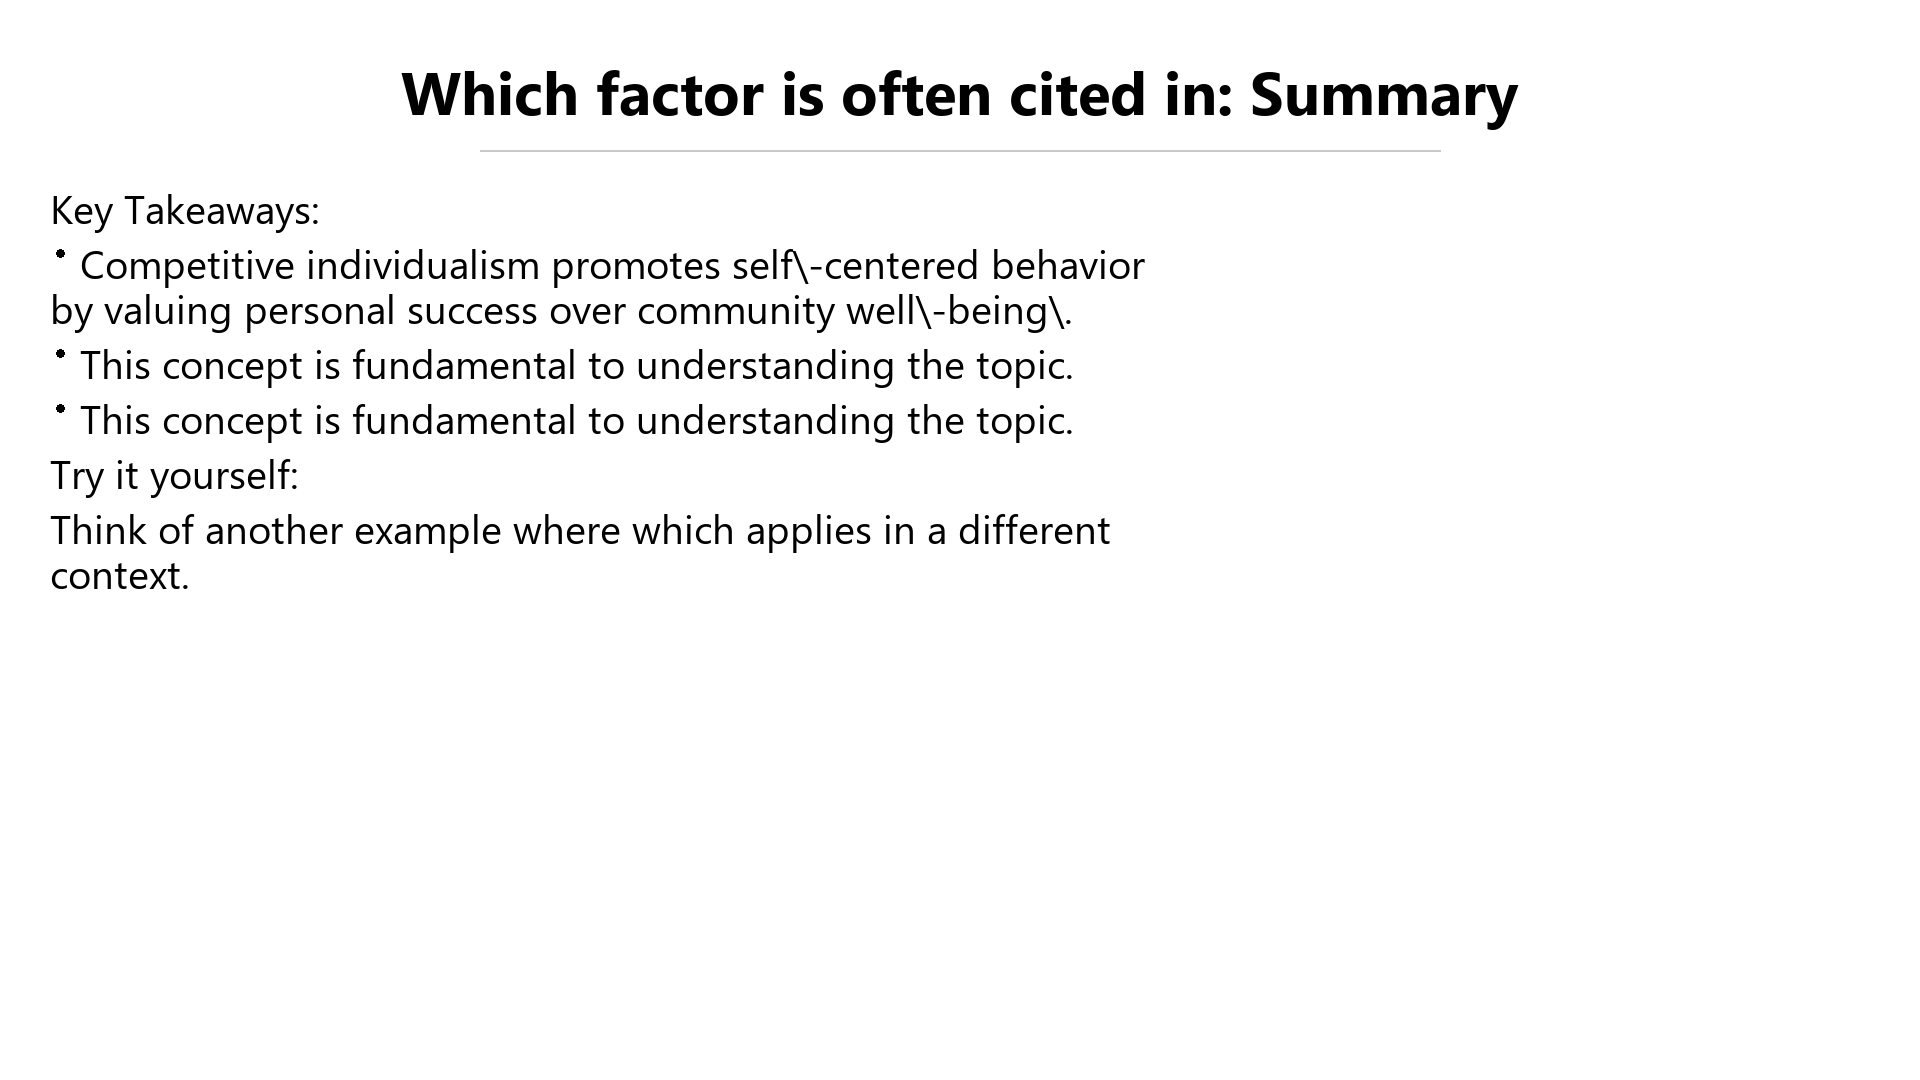 Which factor is often cited in: Summary
Key Takeaways:
• Competitive individualism promotes self\-centered behavior
by valuing personal success over community well\-being\.
• This concept is fundamental to understanding the topic.
• This concept is fundamental to understanding the topic.
Try it yourself:
Think of another example where which applies in a different
context.